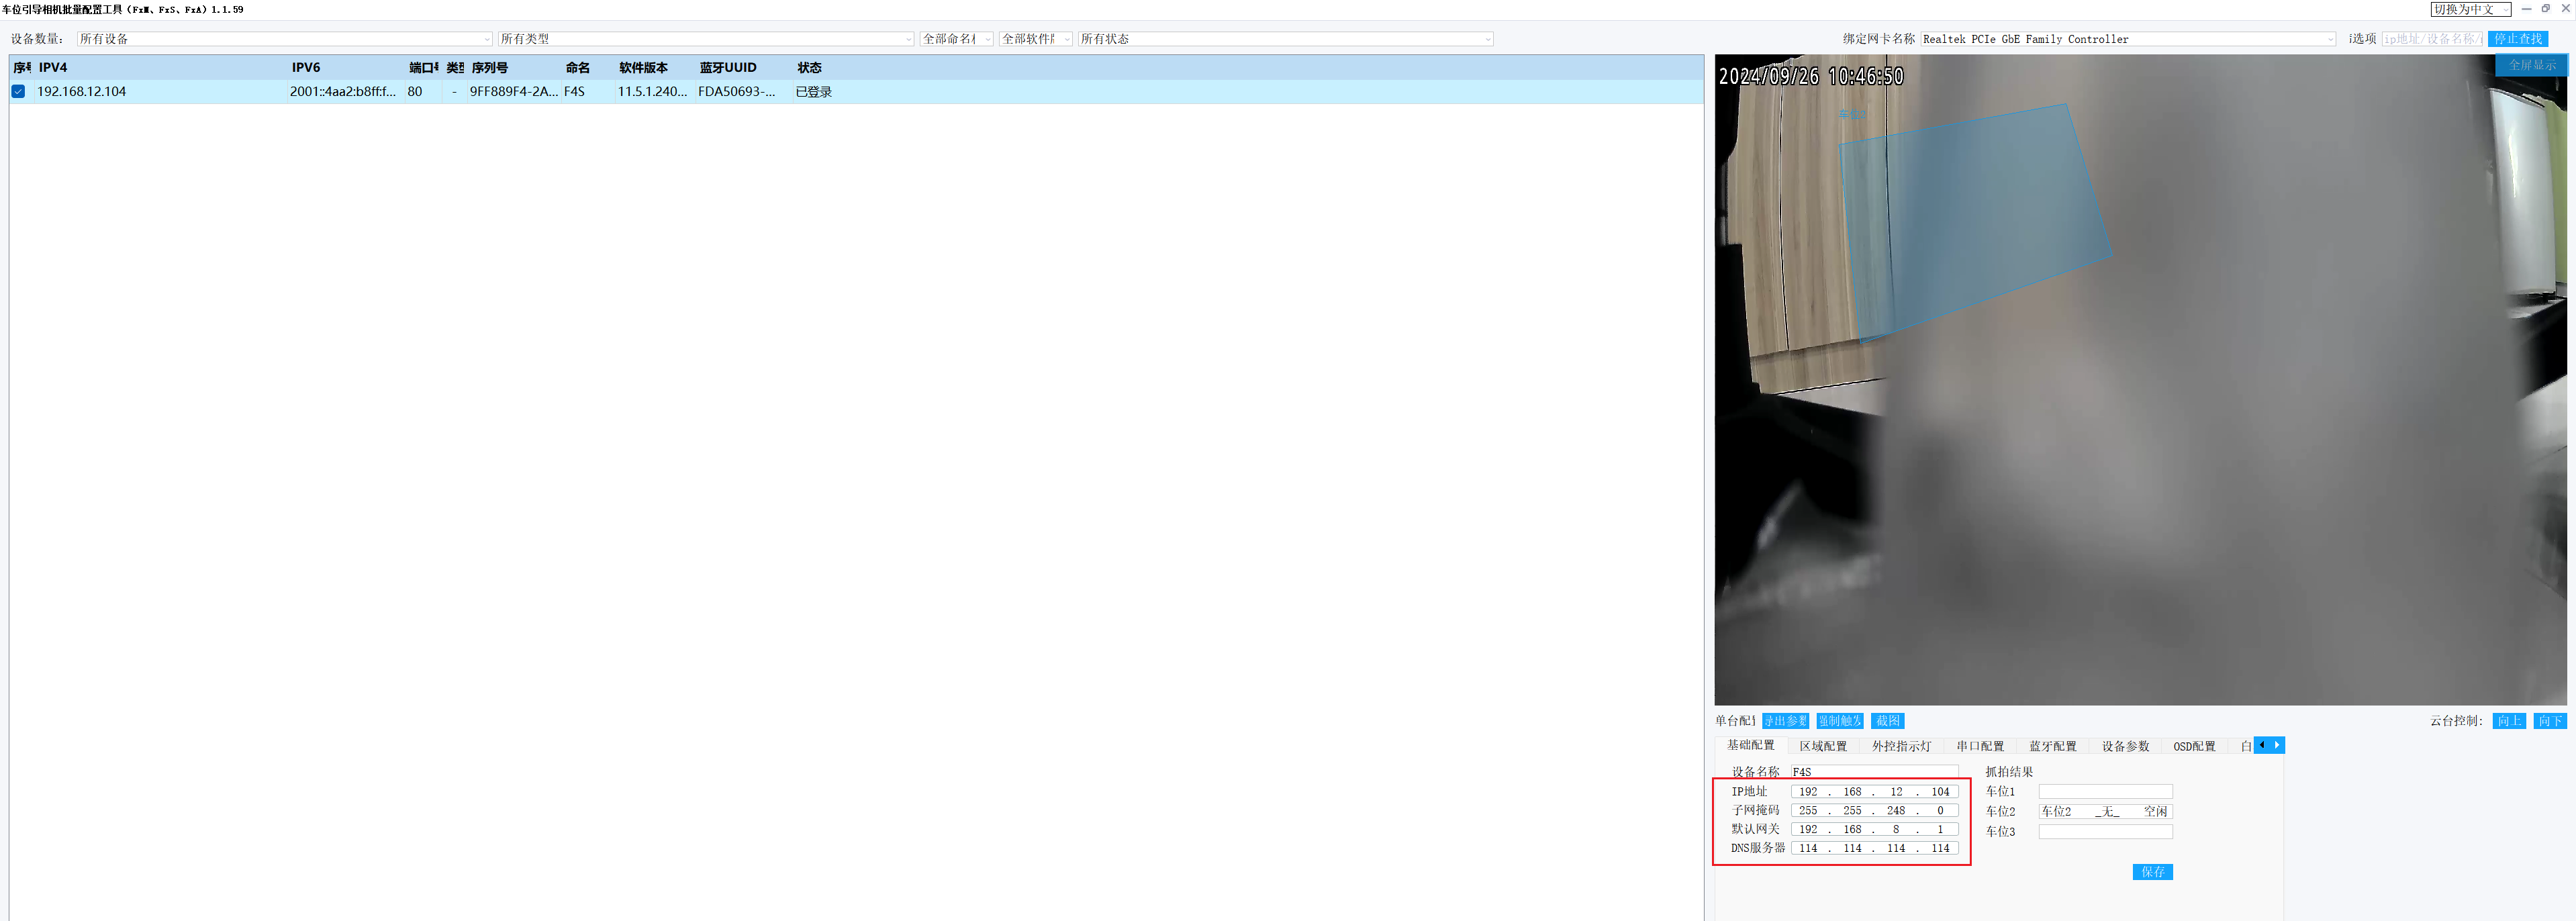 车位引导相机批量配置工具（FxM、FxS、FxA）1.1.59 切换为中文
设备数量： 所有设备 所有类型 全部命名 全部软件 所有状态 绑定网卡名称 Realtek PCIe GbE Family Controller 选项 ip地址/设备名称/ 停止查找
序号 IPV4 IPV6 端口号 类型 序列号 命名 软件版本 蓝牙UUID 状态
192.168.12.104 2001::4aa2:b8ff:f... 80 - 9FF889F4-2A... F4S 11.5.1.240... FDA50693-... 已登录
全屏显示
2024/09/26 10:46:50
车位2
单台配置 导出参数 强制触发 截图 云台控制： 向上 向下
基础配置 区域配置 外控指示灯 串口配置 蓝牙配置 设备参数 OSD配置 白
设备名称 F4S 抓拍结果
IP地址 192 . 168 . 12 . 104 车位1
子网掩码 255 . 255 . 248 . 0 车位2 车位2 _无_ 空闲
默认网关 192 . 168 . 8 . 1 车位3
DNS服务器 114 . 114 . 114 . 114
保存